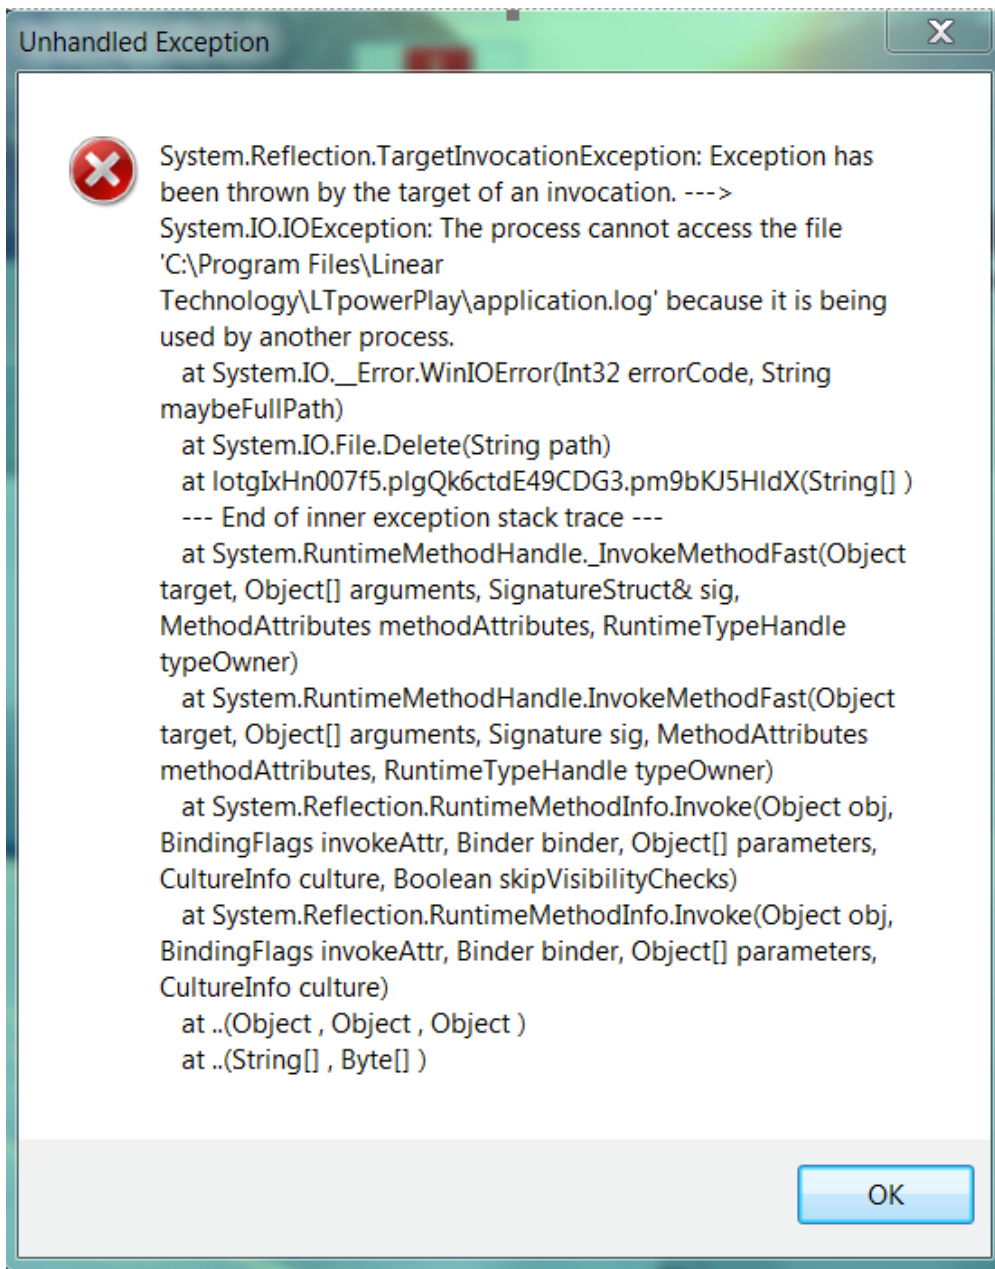 Unhandled Exception
X
System.Reflection.TargetInvocationException: Exception has
been thrown by the target of an invocation. --->
System.IO.IOException: The process cannot access the file
'C:\Program Files\Linear
Technology\LTpowerPlay\application.log' because it is being
used by another process.
   at System.IO.__Error.WinIOError(Int32 errorCode, String
maybeFullPath)
   at System.IO.File.Delete(String path)
   at IotgIxHn007f5.plgQk6ctdE49CDG3.pm9bKJ5HldX(String[] )
   --- End of inner exception stack trace ---
   at System.RuntimeMethodHandle._InvokeMethodFast(Object
target, Object[] arguments, SignatureStruct& sig,
MethodAttributes methodAttributes, RuntimeTypeHandle
typeOwner)
   at System.RuntimeMethodHandle.InvokeMethodFast(Object
target, Object[] arguments, Signature sig, MethodAttributes
methodAttributes, RuntimeTypeHandle typeOwner)
   at System.Reflection.RuntimeMethodInfo.Invoke(Object obj,
BindingFlags invokeAttr, Binder binder, Object[] parameters,
CultureInfo culture, Boolean skipVisibilityChecks)
   at System.Reflection.RuntimeMethodInfo.Invoke(Object obj,
BindingFlags invokeAttr, Binder binder, Object[] parameters,
CultureInfo culture)
   at ..(Object , Object , Object )
   at ..(String[] , Byte[] )
OK